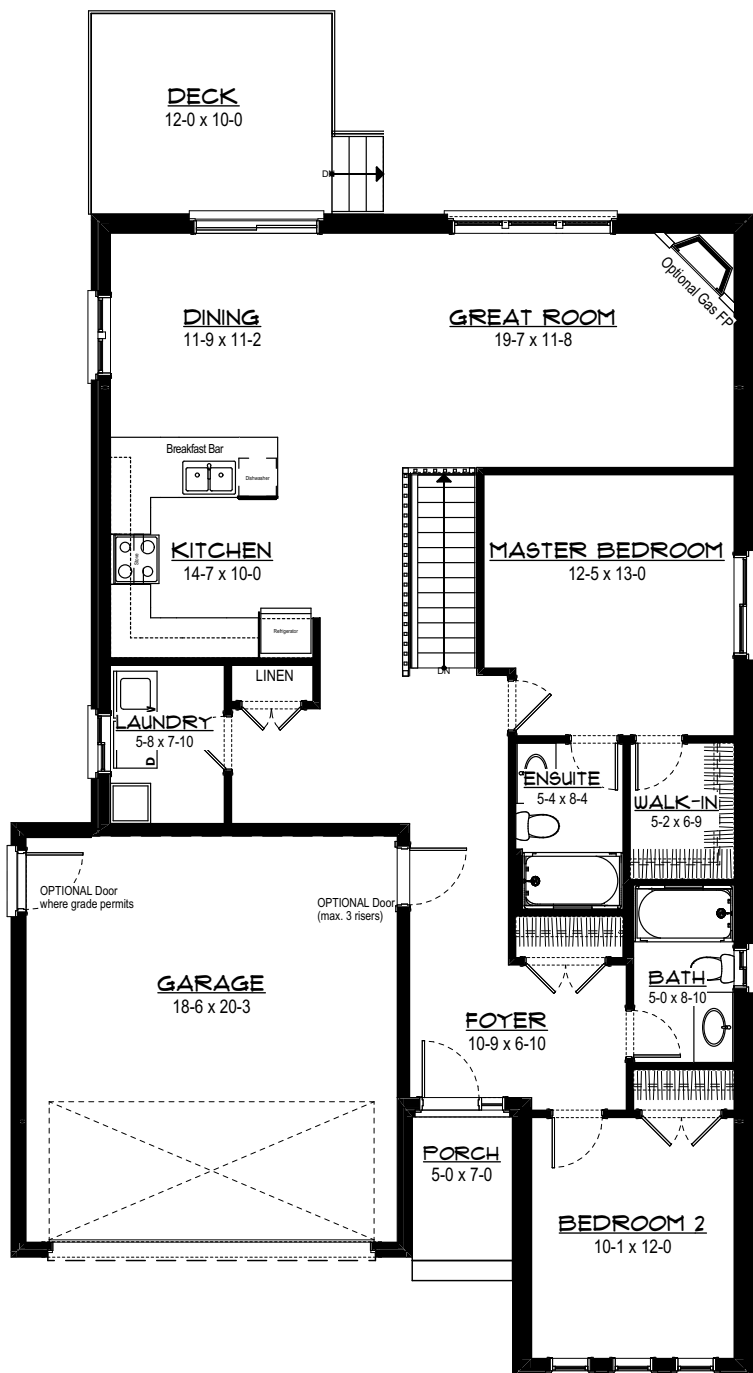 DECK
12-0 x 10-0
DN
DINING
11-9 x 11-2
GREAT ROOM
19-7 x 11-8
Optional Gas FP
Breakfast Bar
Dishwasher
Stove
KITCHEN
14-7 x 10-0
Refrigerator
MASTER BEDROOM
12-5 x 13-0
DN
LINEN
W
LAUNDRY
5-8 x 7-10
D
ENSUITE
5-4 x 8-4
WALK-IN
5-2 x 6-9
OPTIONAL Door
where grade permits
OPTIONAL Door
(max. 3 risers)
GARAGE
18-6 x 20-3
BATH
5-0 x 8-10
FOYER
10-9 x 6-10
PORCH
5-0 x 7-0
BEDROOM 2
10-1 x 12-0